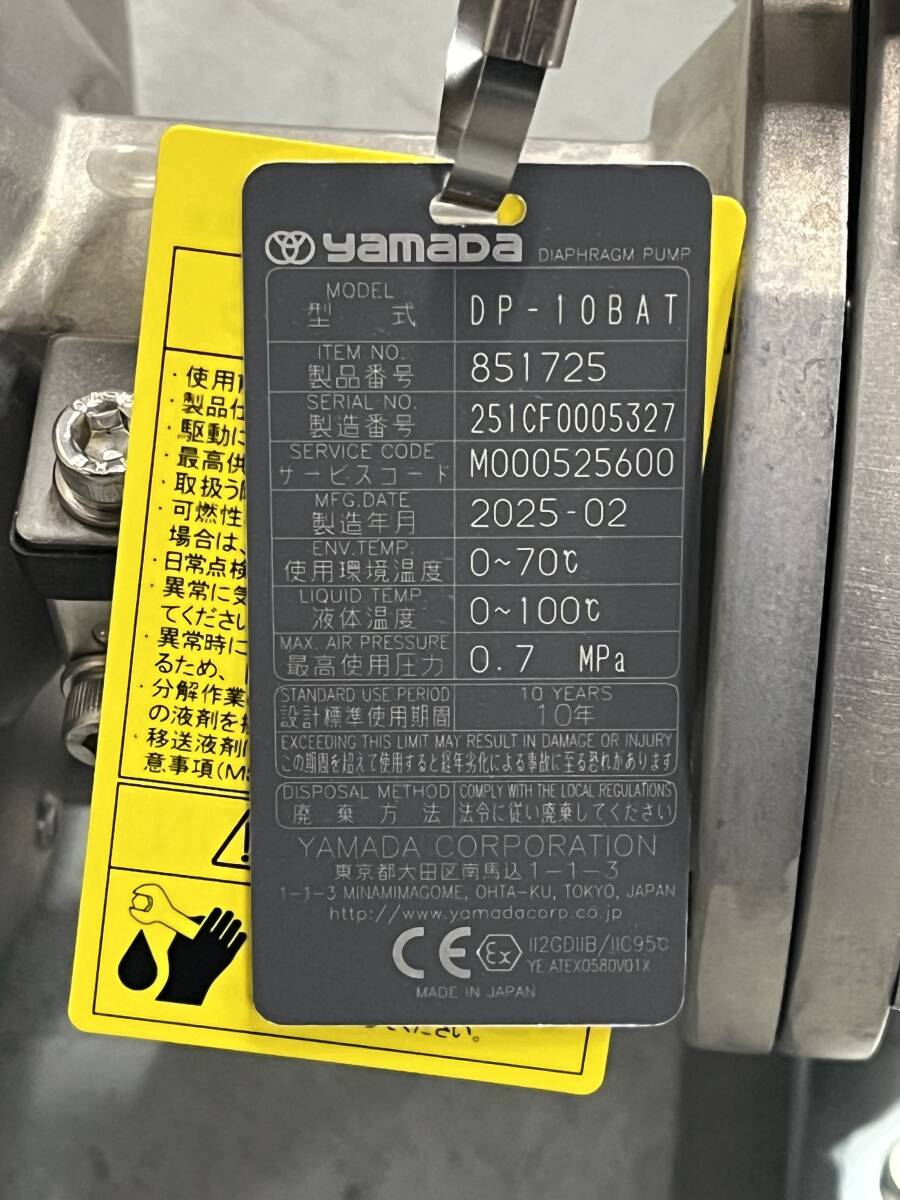 yamada DIAPHRAGM PUMP
MODEL
型 式 DP-10BAT
ITEM NO.
製品番号 851725
SERIAL NO.
製造番号 251CF0005327
SERVICE CODE
サービスコード M000525600
MFG.DATE
製造年月 2025-02
ENV.TEMP.
使用環境温度 0~70℃
LIQUID TEMP.
液体温度 0~100℃
MAX. AIR PRESSURE
最高使用圧力 0.7 MPa
STANDARD USE PERIOD 10 YEARS
設計標準使用期間 10年
EXCEEDING THIS LIMIT MAY RESULT IN DAMAGE OR INJURY
この期間を超えて使用すると経年劣化による事故に至る恐れがあります
DISPOSAL METHOD COMPLY WITH THE LOCAL REGULATIONS
廃棄方法 法令に従い廃棄してください
YAMADA CORPORATION
東京都大田区南馬込1-1-3
1-1-3 MINAMIMAGOME, OHTA-KU, TOKYO, JAPAN
http://www.yamadacorp.co.jp
CE Ex II2GDIIB/IIC95℃
YE ATEX0580V01X
MADE IN JAPAN
・使用
・製品仕
・駆動に
・最高供
・取扱う
・可燃性
場合は、
・日常点検
・異常に気
てください
・異常時に
るため、
・分解作業
の液剤を
・移送液剤
意事項(M
ください。